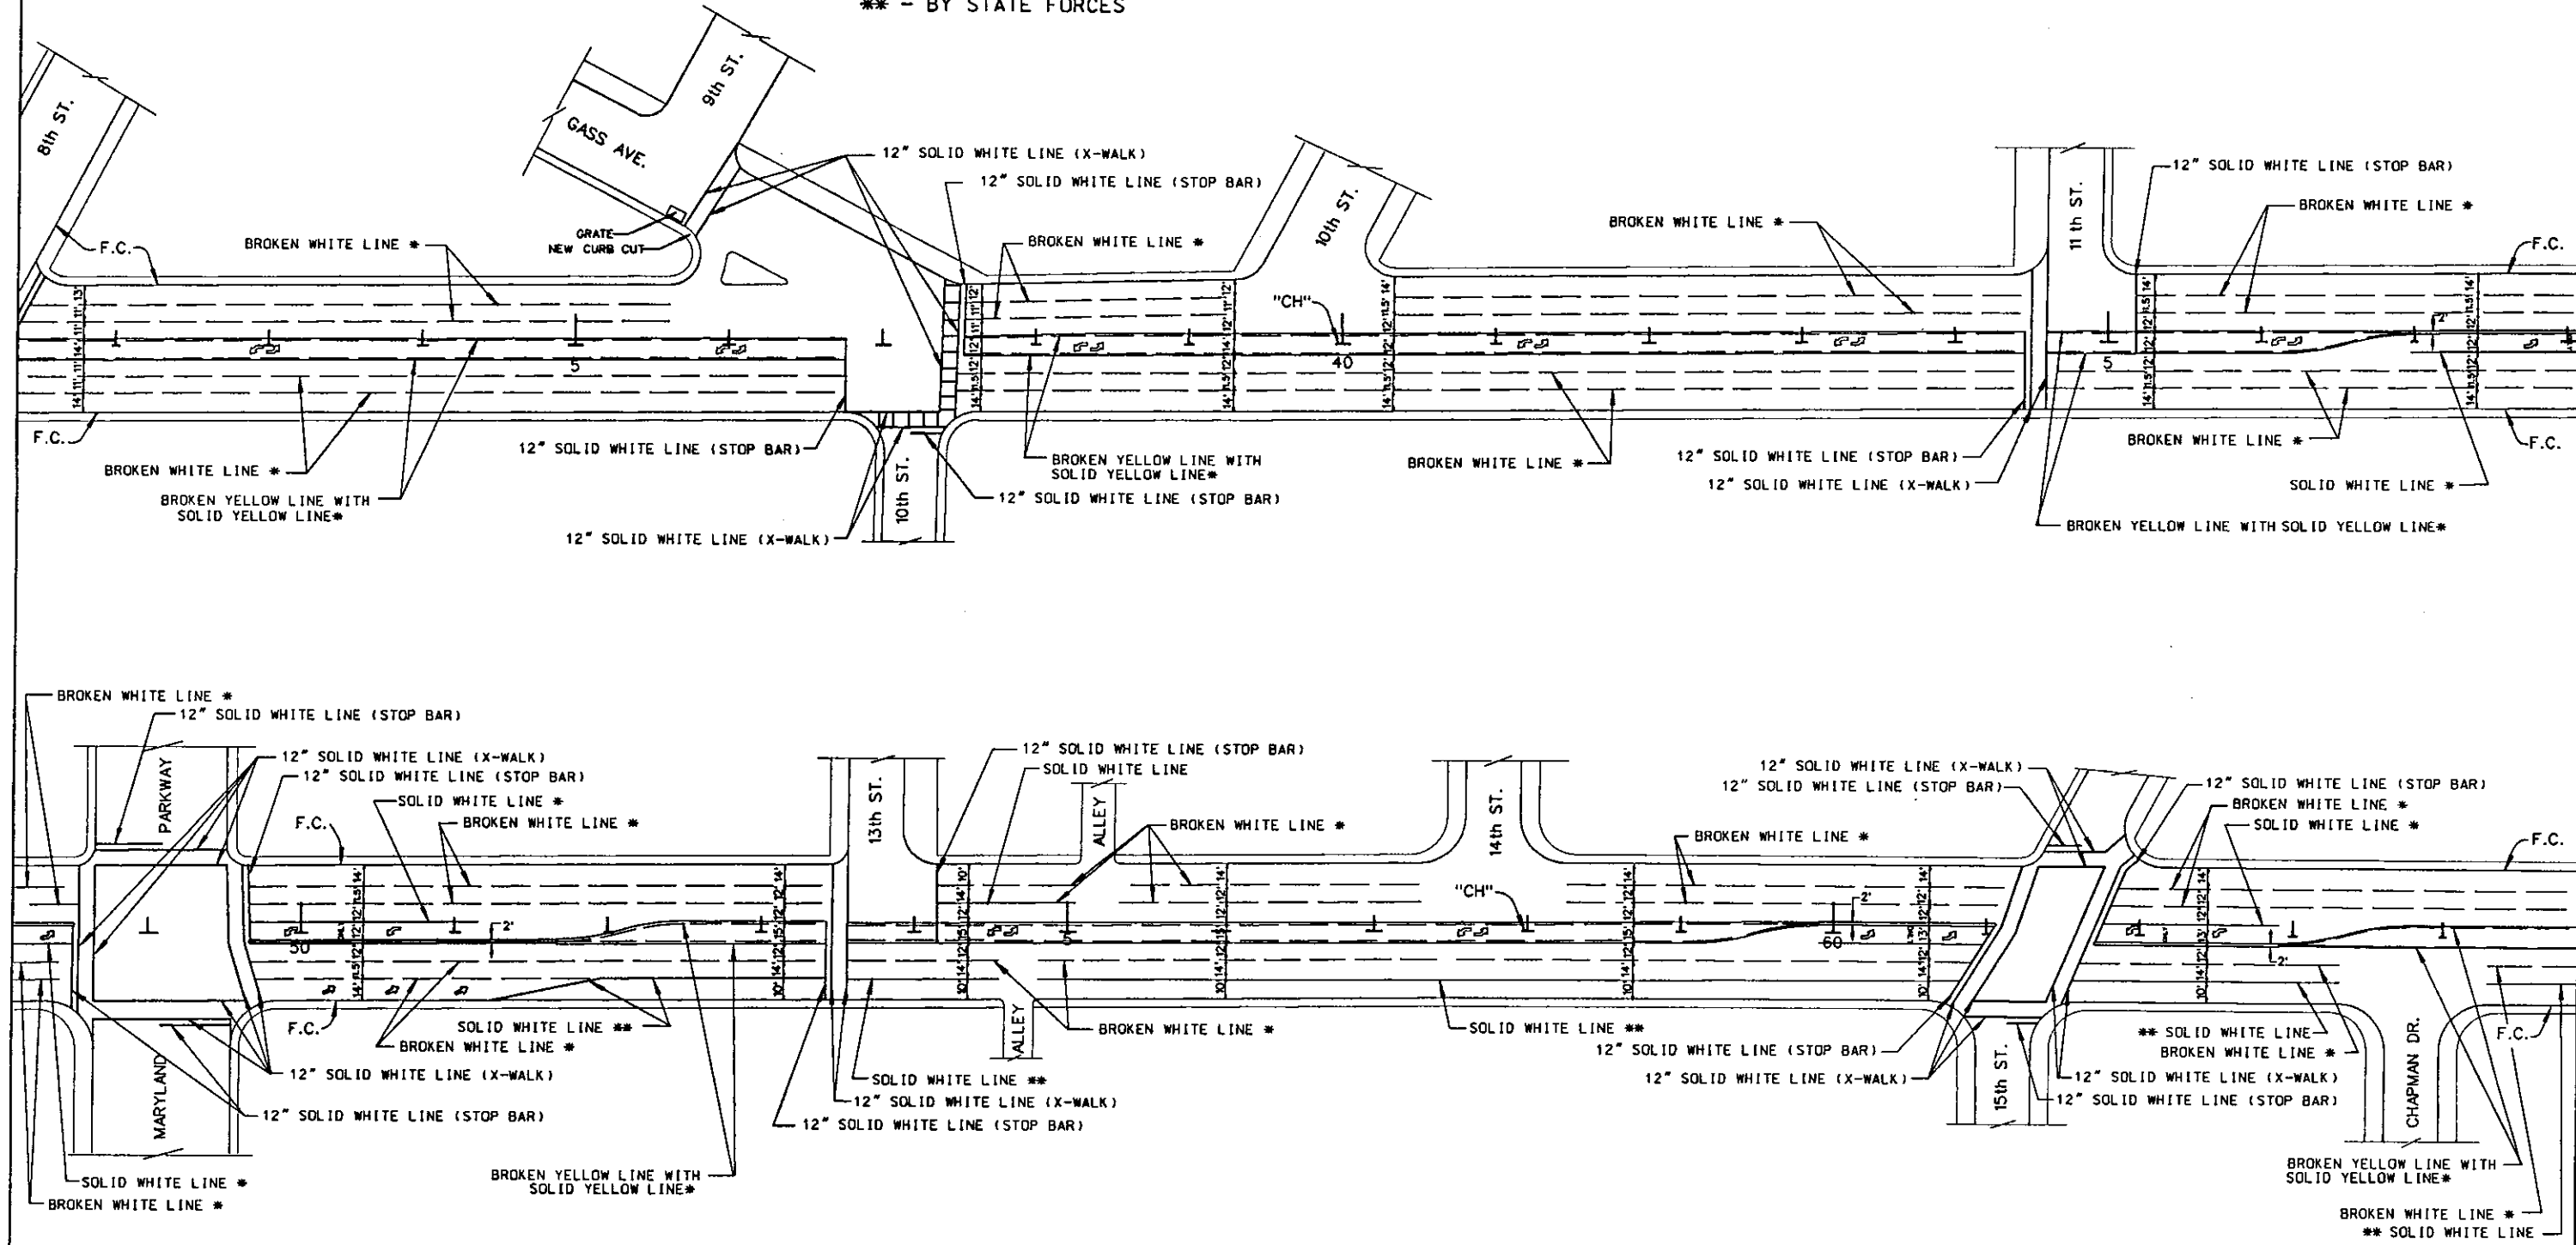 ** - BY STATE FORCES
8th ST.
9th ST.
GASS AVE.
12" SOLID WHITE LINE (X-WALK)
12" SOLID WHITE LINE (STOP BAR)
10th ST.
11th ST.
12" SOLID WHITE LINE (STOP BAR)
BROKEN WHITE LINE *
BROKEN WHITE LINE *
F.C.
BROKEN WHITE LINE *
GRATE
NEW CURB CUT
BROKEN WHITE LINE *
F.C.
"CH"
5
40
5
2'
F.C.
BROKEN WHITE LINE *
BROKEN YELLOW LINE WITH
SOLID YELLOW LINE*
12" SOLID WHITE LINE (STOP BAR)
12" SOLID WHITE LINE (X-WALK)
10th ST.
BROKEN YELLOW LINE WITH
SOLID YELLOW LINE*
12" SOLID WHITE LINE (STOP BAR)
BROKEN WHITE LINE *
12" SOLID WHITE LINE (STOP BAR)
12" SOLID WHITE LINE (X-WALK)
BROKEN WHITE LINE *
F.C.
SOLID WHITE LINE *
BROKEN YELLOW LINE WITH SOLID YELLOW LINE*
BROKEN WHITE LINE *
12" SOLID WHITE LINE (STOP BAR)
PARKWAY
12" SOLID WHITE LINE (X-WALK)
12" SOLID WHITE LINE (STOP BAR)
SOLID WHITE LINE *
BROKEN WHITE LINE *
F.C.
13th ST.
12" SOLID WHITE LINE (STOP BAR)
SOLID WHITE LINE
ALLEY
BROKEN WHITE LINE *
14th ST.
BROKEN WHITE LINE *
12" SOLID WHITE LINE (X-WALK)
12" SOLID WHITE LINE (STOP BAR)
12" SOLID WHITE LINE (STOP BAR)
BROKEN WHITE LINE *
SOLID WHITE LINE *
F.C.
"CH"
50
2'
5
60
2'
2'
F.C.
MARYLAND
SOLID WHITE LINE **
BROKEN WHITE LINE *
12" SOLID WHITE LINE (X-WALK)
12" SOLID WHITE LINE (STOP BAR)
SOLID WHITE LINE *
BROKEN WHITE LINE *
BROKEN YELLOW LINE WITH
SOLID YELLOW LINE*
ALLEY
BROKEN WHITE LINE *
SOLID WHITE LINE **
12" SOLID WHITE LINE (X-WALK)
12" SOLID WHITE LINE (STOP BAR)
SOLID WHITE LINE **
12" SOLID WHITE LINE (STOP BAR)
12" SOLID WHITE LINE (X-WALK)
15th ST.
** SOLID WHITE LINE
BROKEN WHITE LINE *
12" SOLID WHITE LINE (X-WALK)
12" SOLID WHITE LINE (STOP BAR)
CHAPMAN DR.
F.C.
BROKEN YELLOW LINE WITH
SOLID YELLOW LINE*
BROKEN WHITE LINE *
** SOLID WHITE LINE